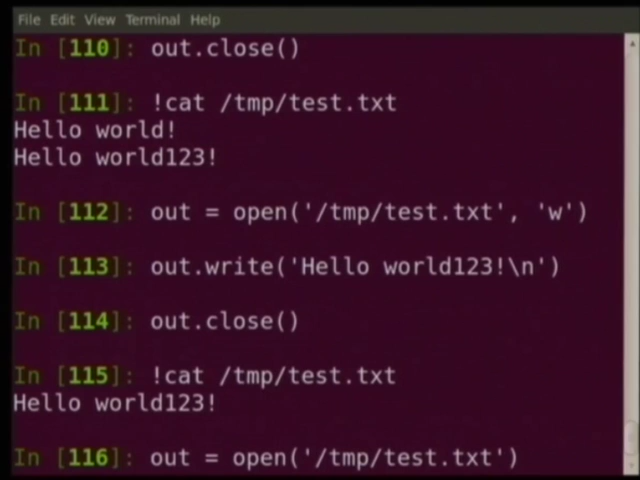 File Edit View Terminal Help
In [110]: out.close()
In [111]: !cat /tmp/test.txt
Hello world!
Hello world123!
In [112]: out = open('/tmp/test.txt', 'w')
In [113]: out.write('Hello world123!\n')
In [114]: out.close()
In [115]: !cat /tmp/test.txt
Hello world123!
In [116]: out = open('/tmp/test.txt')